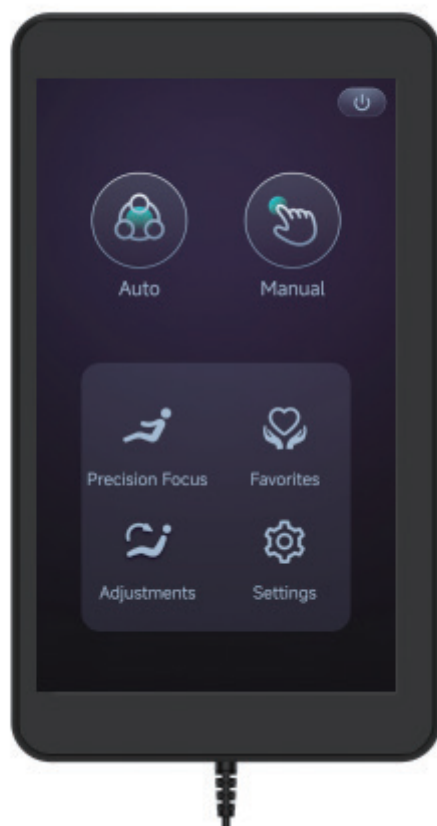 Auto
Manual
Precision Focus
Favorites
Adjustments
Settings